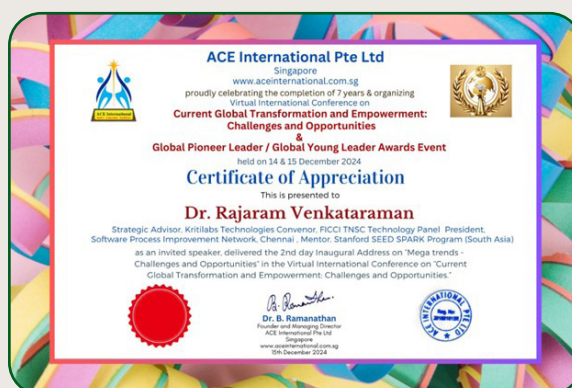 ACE International Pte Ltd
Singapore
www.aceinternational.com.sg
proudly celebrating the completion of 7 years & organizing
Virtual International Conference on
Current Global Transformation and Empowerment:
Challenges and Opportunities
&
Global Pioneer Leader / Global Young Leader Awards Event
held on 14 & 15 December 2024
Certificate of Appreciation
This is presented to
Dr. Rajaram Venkataraman
Strategic Advisor, Kritilabs Technologies Convenor, FICCI TNSC Technology Panel President,
Software Process Improvement Network, Chennai , Mentor, Stanford SEED SPARK Program (South Asia)
as an invited speaker, delivered the 2nd day Inaugural Address on "Mega trends -
Challenges and Opportunities" in the Virtual International Conference on "Current
Global Transformation and Empowerment: Challenges and Opportunities."
B. Ramanathan
Dr. B. Ramanathan
Founder and Managing Director
ACE International Pte Ltd
Singapore
www.aceinternational.com.sg
15th December 2024
ACE International
ACE INTERNATIONAL PTE LTD
Reg. No: